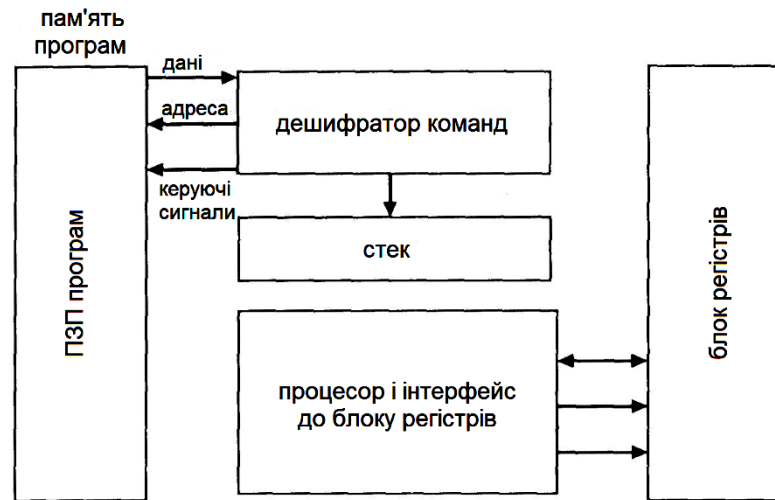 пам'ять
програм
дані
адреса
керуючі
сигнали
ПЗП програм
дешифратор команд
стек
процесор і інтерфейс
до блоку регістрів
блок регістрів